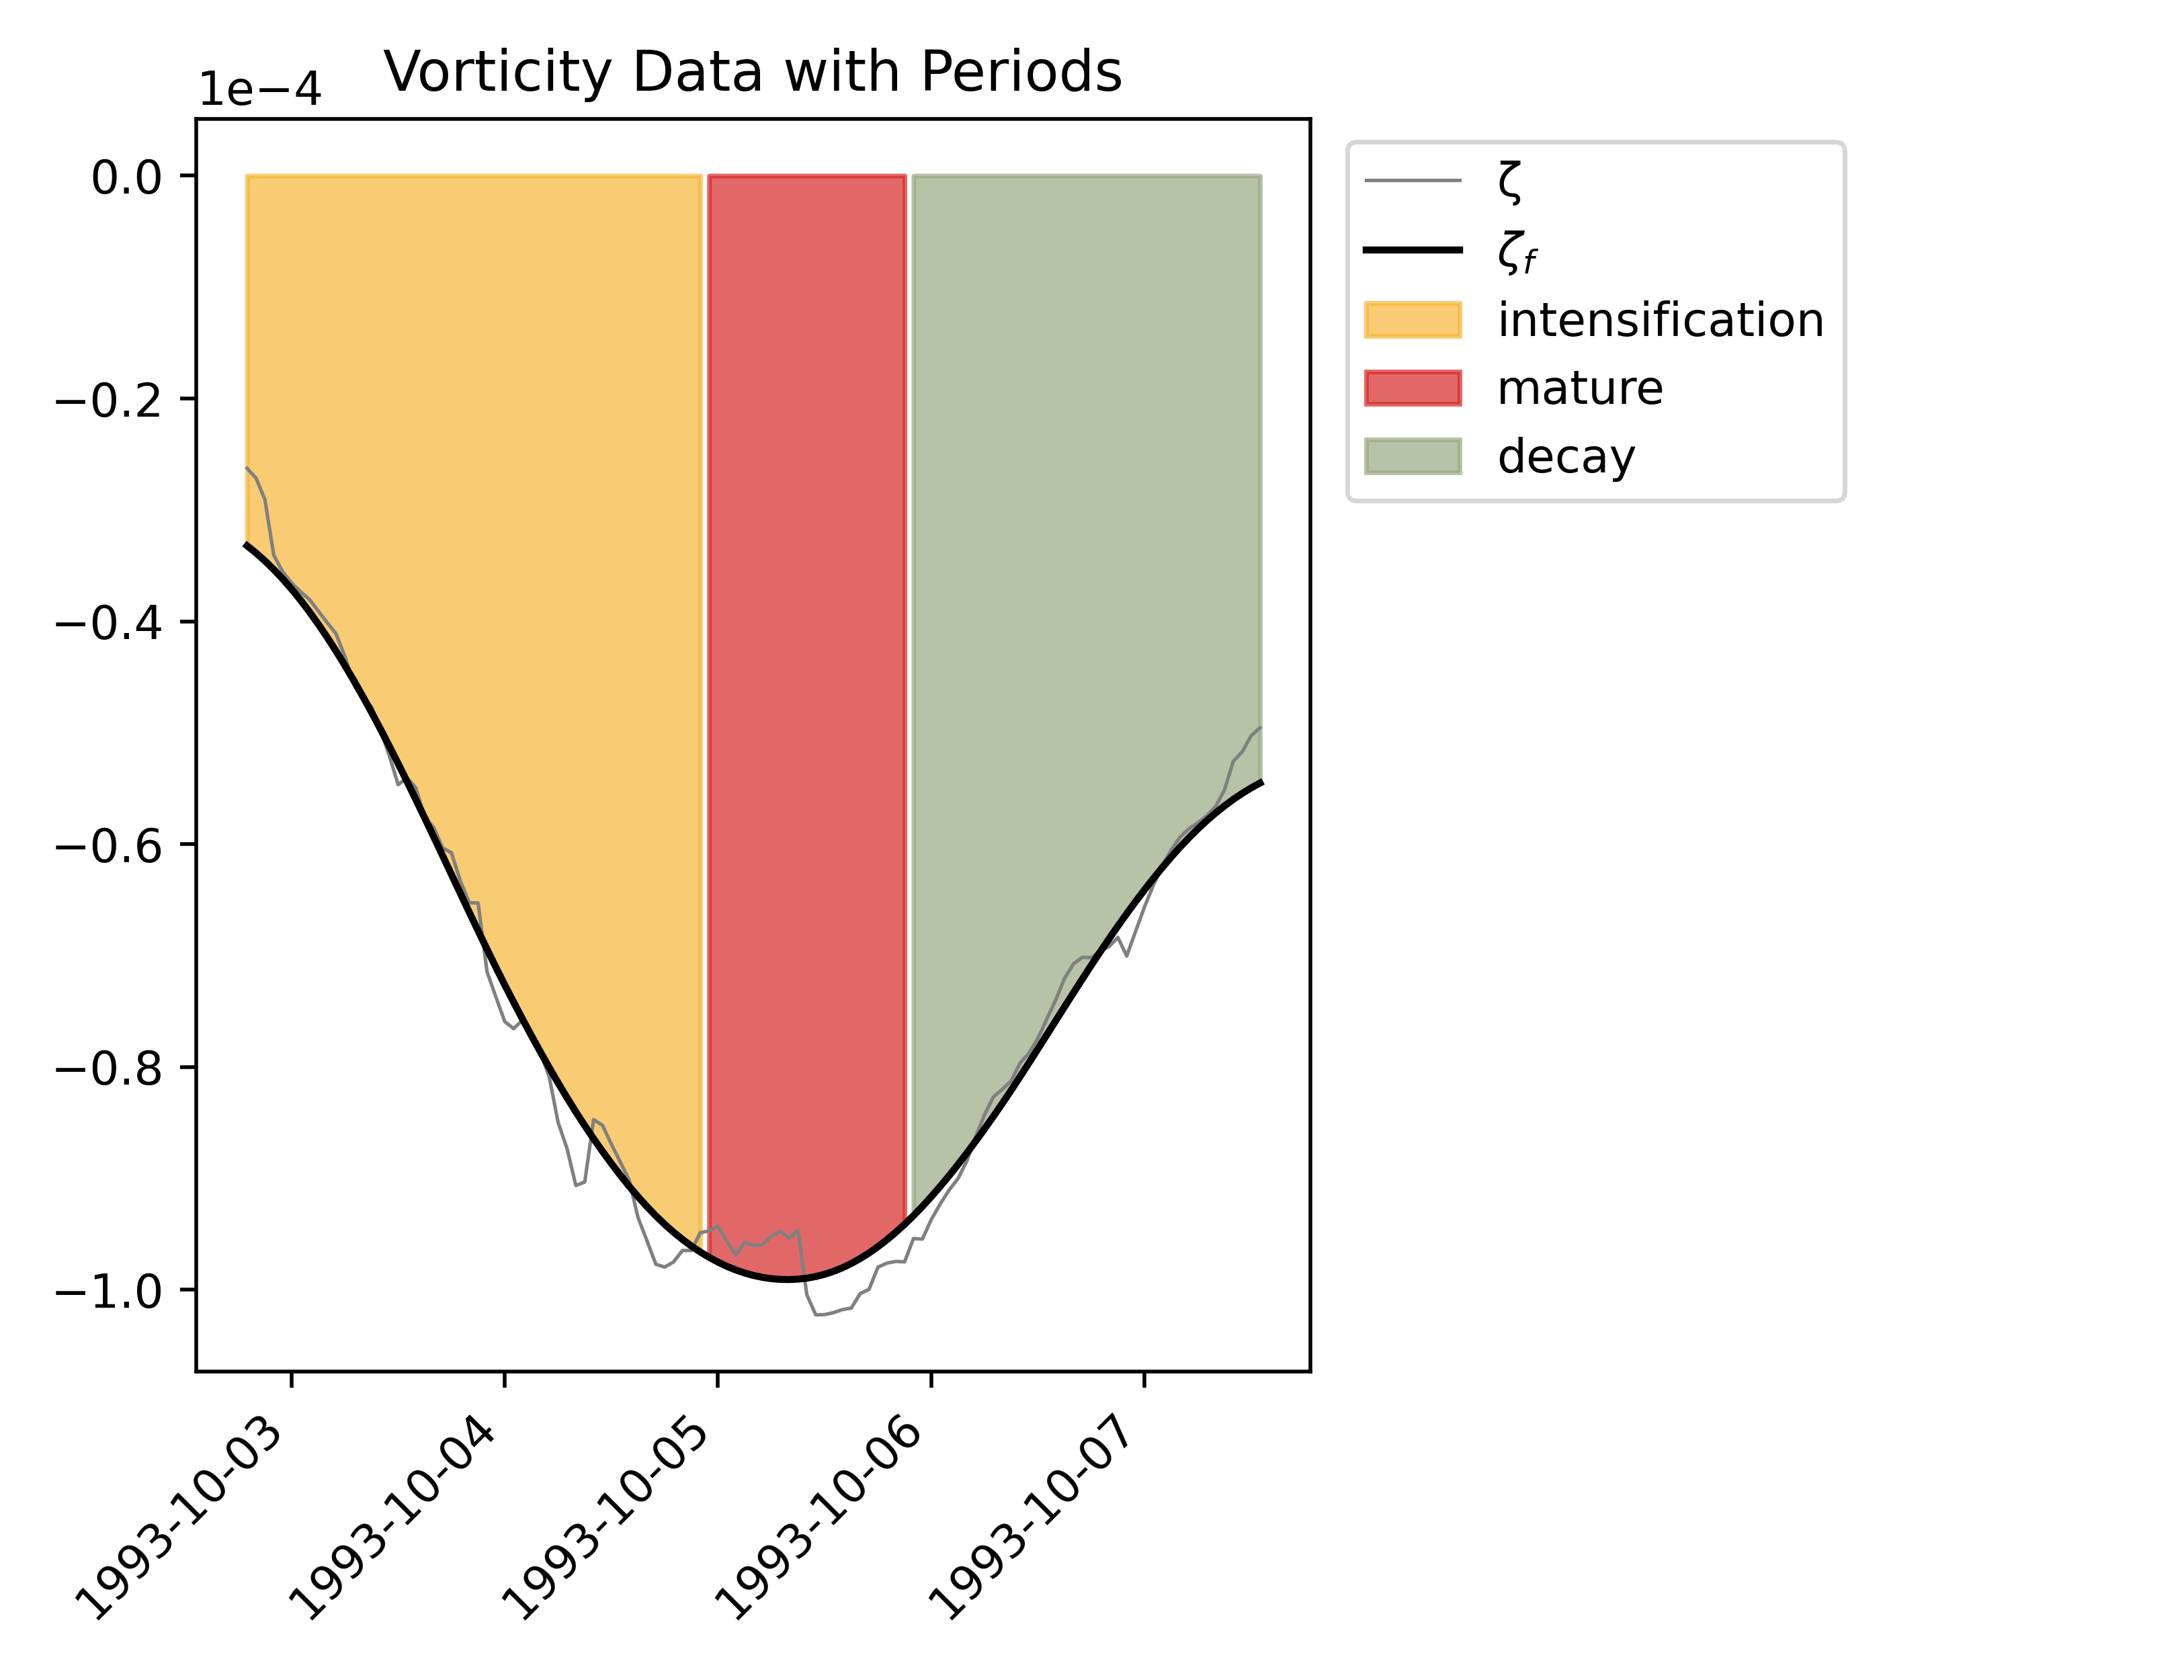 Vorticity Data with Periods
1e−4
0.0
−0.2
−0.4
−0.6
−0.8
−1.0
1993-10-03
1993-10-04
1993-10-05
1993-10-06
1993-10-07
ζ
ζf
intensification
mature
decay